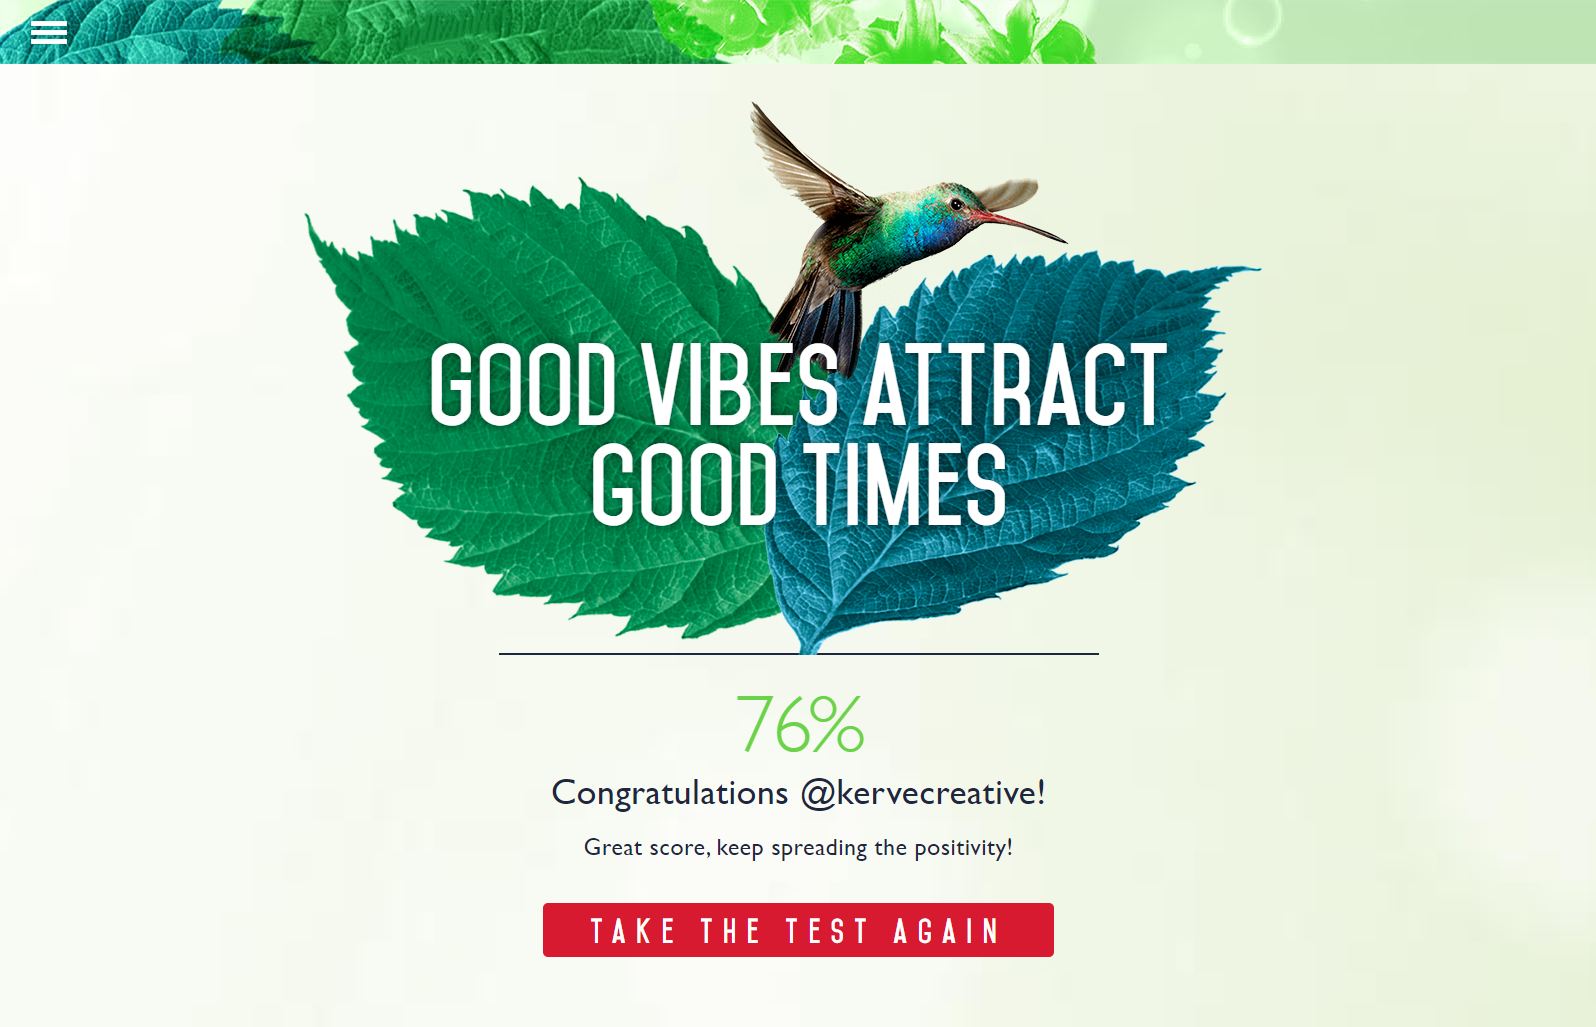 GOOD VIBES ATTRACT
GOOD TIMES
76%
Congratulations @kervecreative!
Great score, keep spreading the positivity!
TAKE THE TEST AGAIN